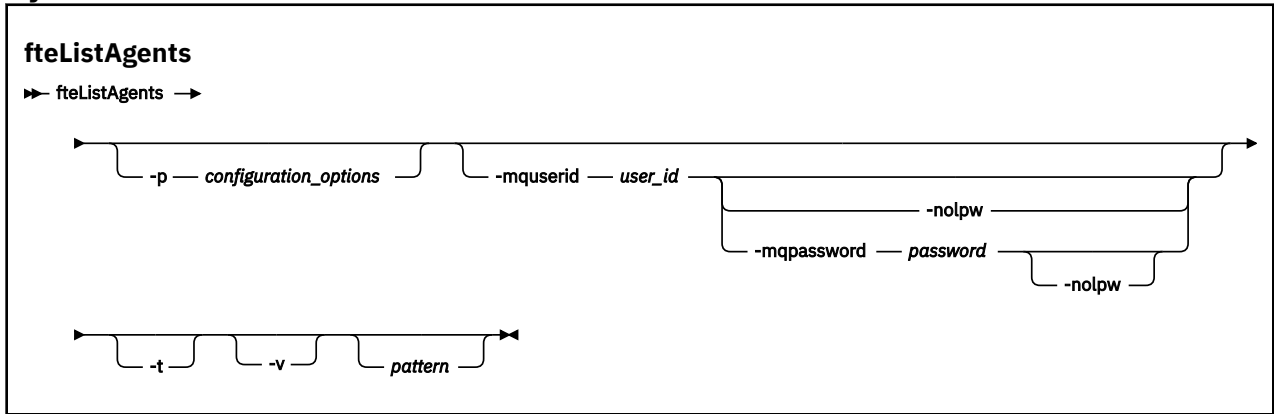 fteListAgents
fteListAgents
-p configuration_options -mquserid user_id
-nolpw
-mqpassword password
-nolpw
-t -v pattern